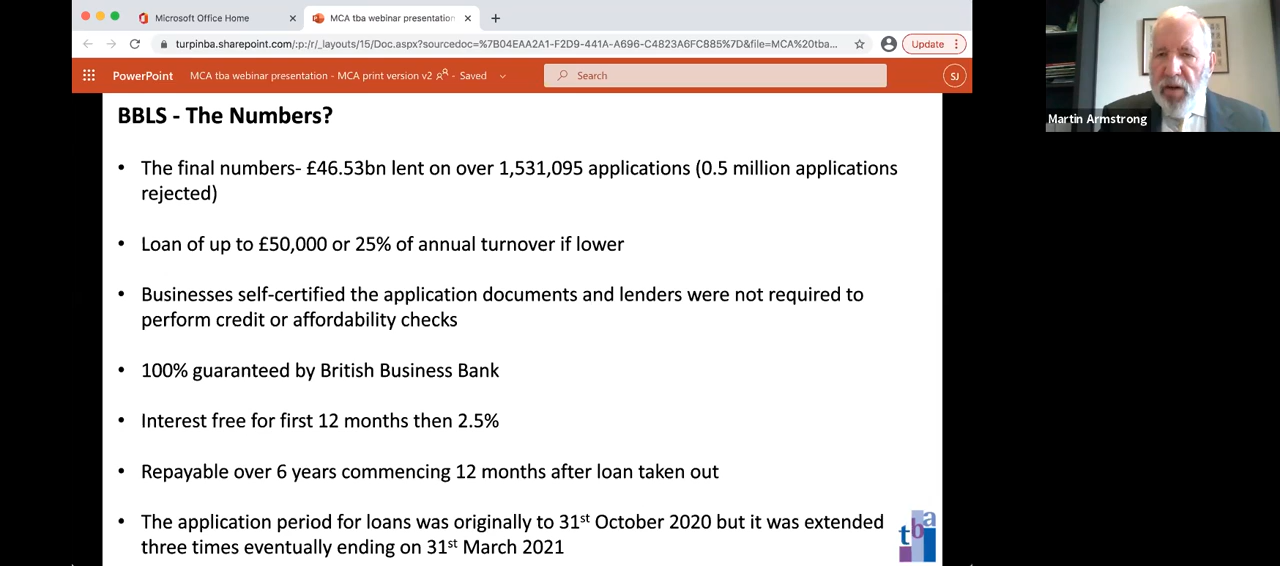 Microsoft Office Home
MCA tba webinar presentation
turpinba.sharepoint.com/:p:/r/_layouts/15/Doc.aspx?sourcedoc=%7B04EAA2A1-F2D9-441A-A696-C4823A6FC885%7D&file=MCA%20tba...
Update
PowerPoint
MCA tba webinar presentation - MCA print version v2
- Saved
Search
SJ
Martin Armstrong
BBLS - The Numbers?
• The final numbers- £46.53bn lent on over 1,531,095 applications (0.5 million applications
rejected)
• Loan of up to £50,000 or 25% of annual turnover if lower
• Businesses self-certified the application documents and lenders were not required to
perform credit or affordability checks
• 100% guaranteed by British Business Bank
• Interest free for first 12 months then 2.5%
• Repayable over 6 years commencing 12 months after loan taken out
• The application period for loans was originally to 31st October 2020 but it was extended
three times eventually ending on 31st March 2021
tba